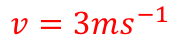 v = 3ms⁻¹